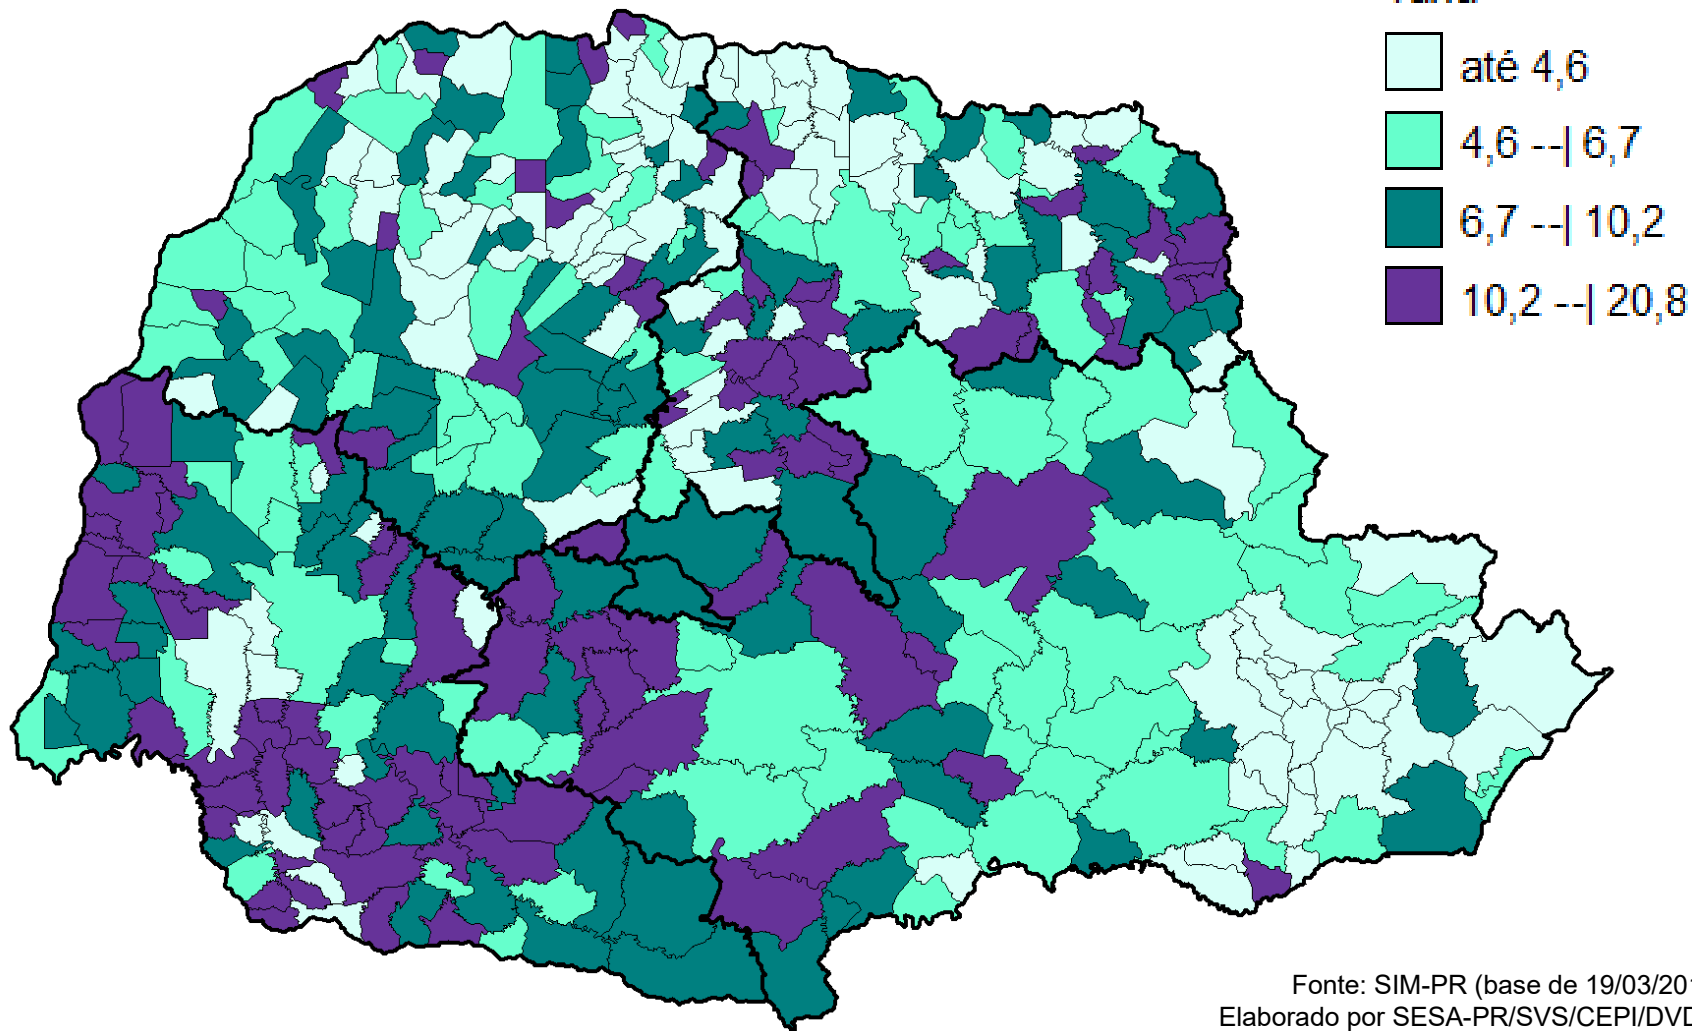 até 4,6
4,6 --| 6,7
6,7 --| 10,2
10,2 --| 20,8
Fonte: SIM-PR (base de 19/03/201
Elaborado por SESA-PR/SVS/CEPI/DVD